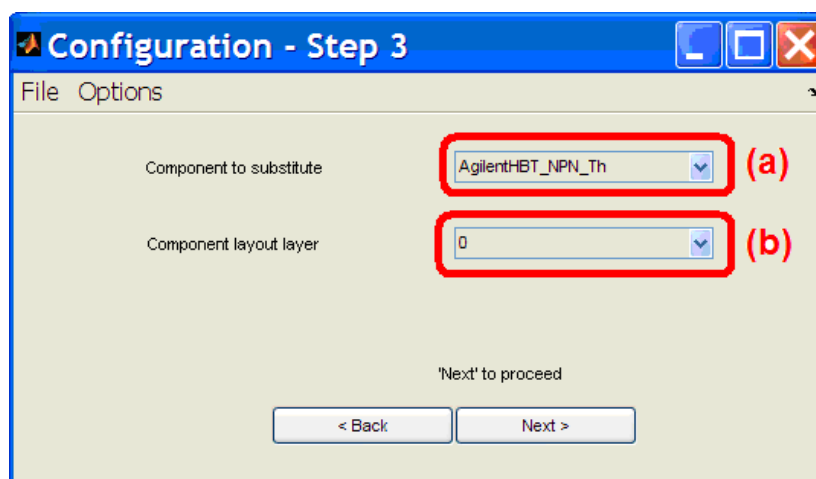 Configuration - Step 3
File Options
Component to substitute AgilentHBT_NPN_Th (a)
Component layout layer 0 (b)
'Next' to proceed
< Back Next >